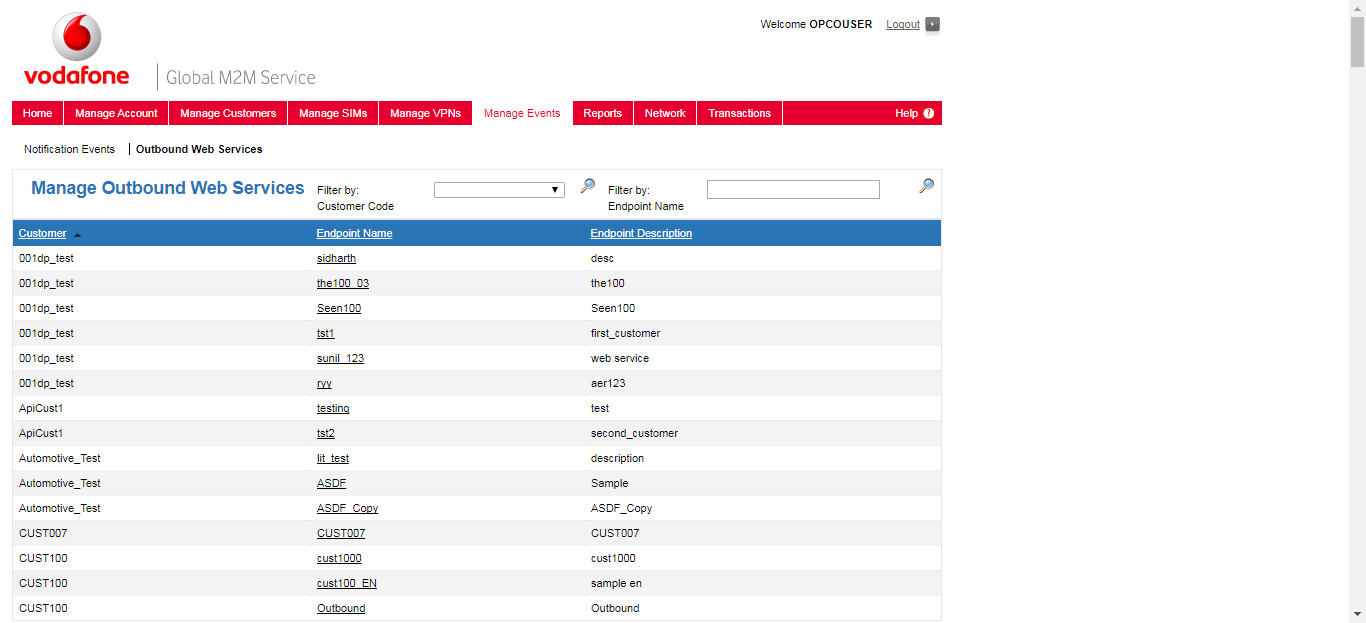 Welcome OPCOUSER Logout
vodafone
Global M2M Service
Home Manage Account Manage Customers Manage SIMs Manage VPNs Manage Events Reports Network Transactions Help ?
Notification Events Outbound Web Services
Manage Outbound Web Services Filter by: Filter by:
Customer Code Endpoint Name
Customer Endpoint Name Endpoint Description
001dp_test sidharth desc
001dp_test the100_03 the100
001dp_test Seen100 Seen100
001dp_test tst1 first_customer
001dp_test sunil_123 web service
001dp_test ryy aer123
ApiCust1 testing test
ApiCust1 tst2 second_customer
Automotive_Test lit_test description
Automotive_Test ASDF Sample
Automotive_Test ASDF_Copy ASDF_Copy
CUST007 CUST007 CUST007
CUST100 cust1000 cust1000
CUST100 cust100_EN sample en
CUST100 Outbound Outbound